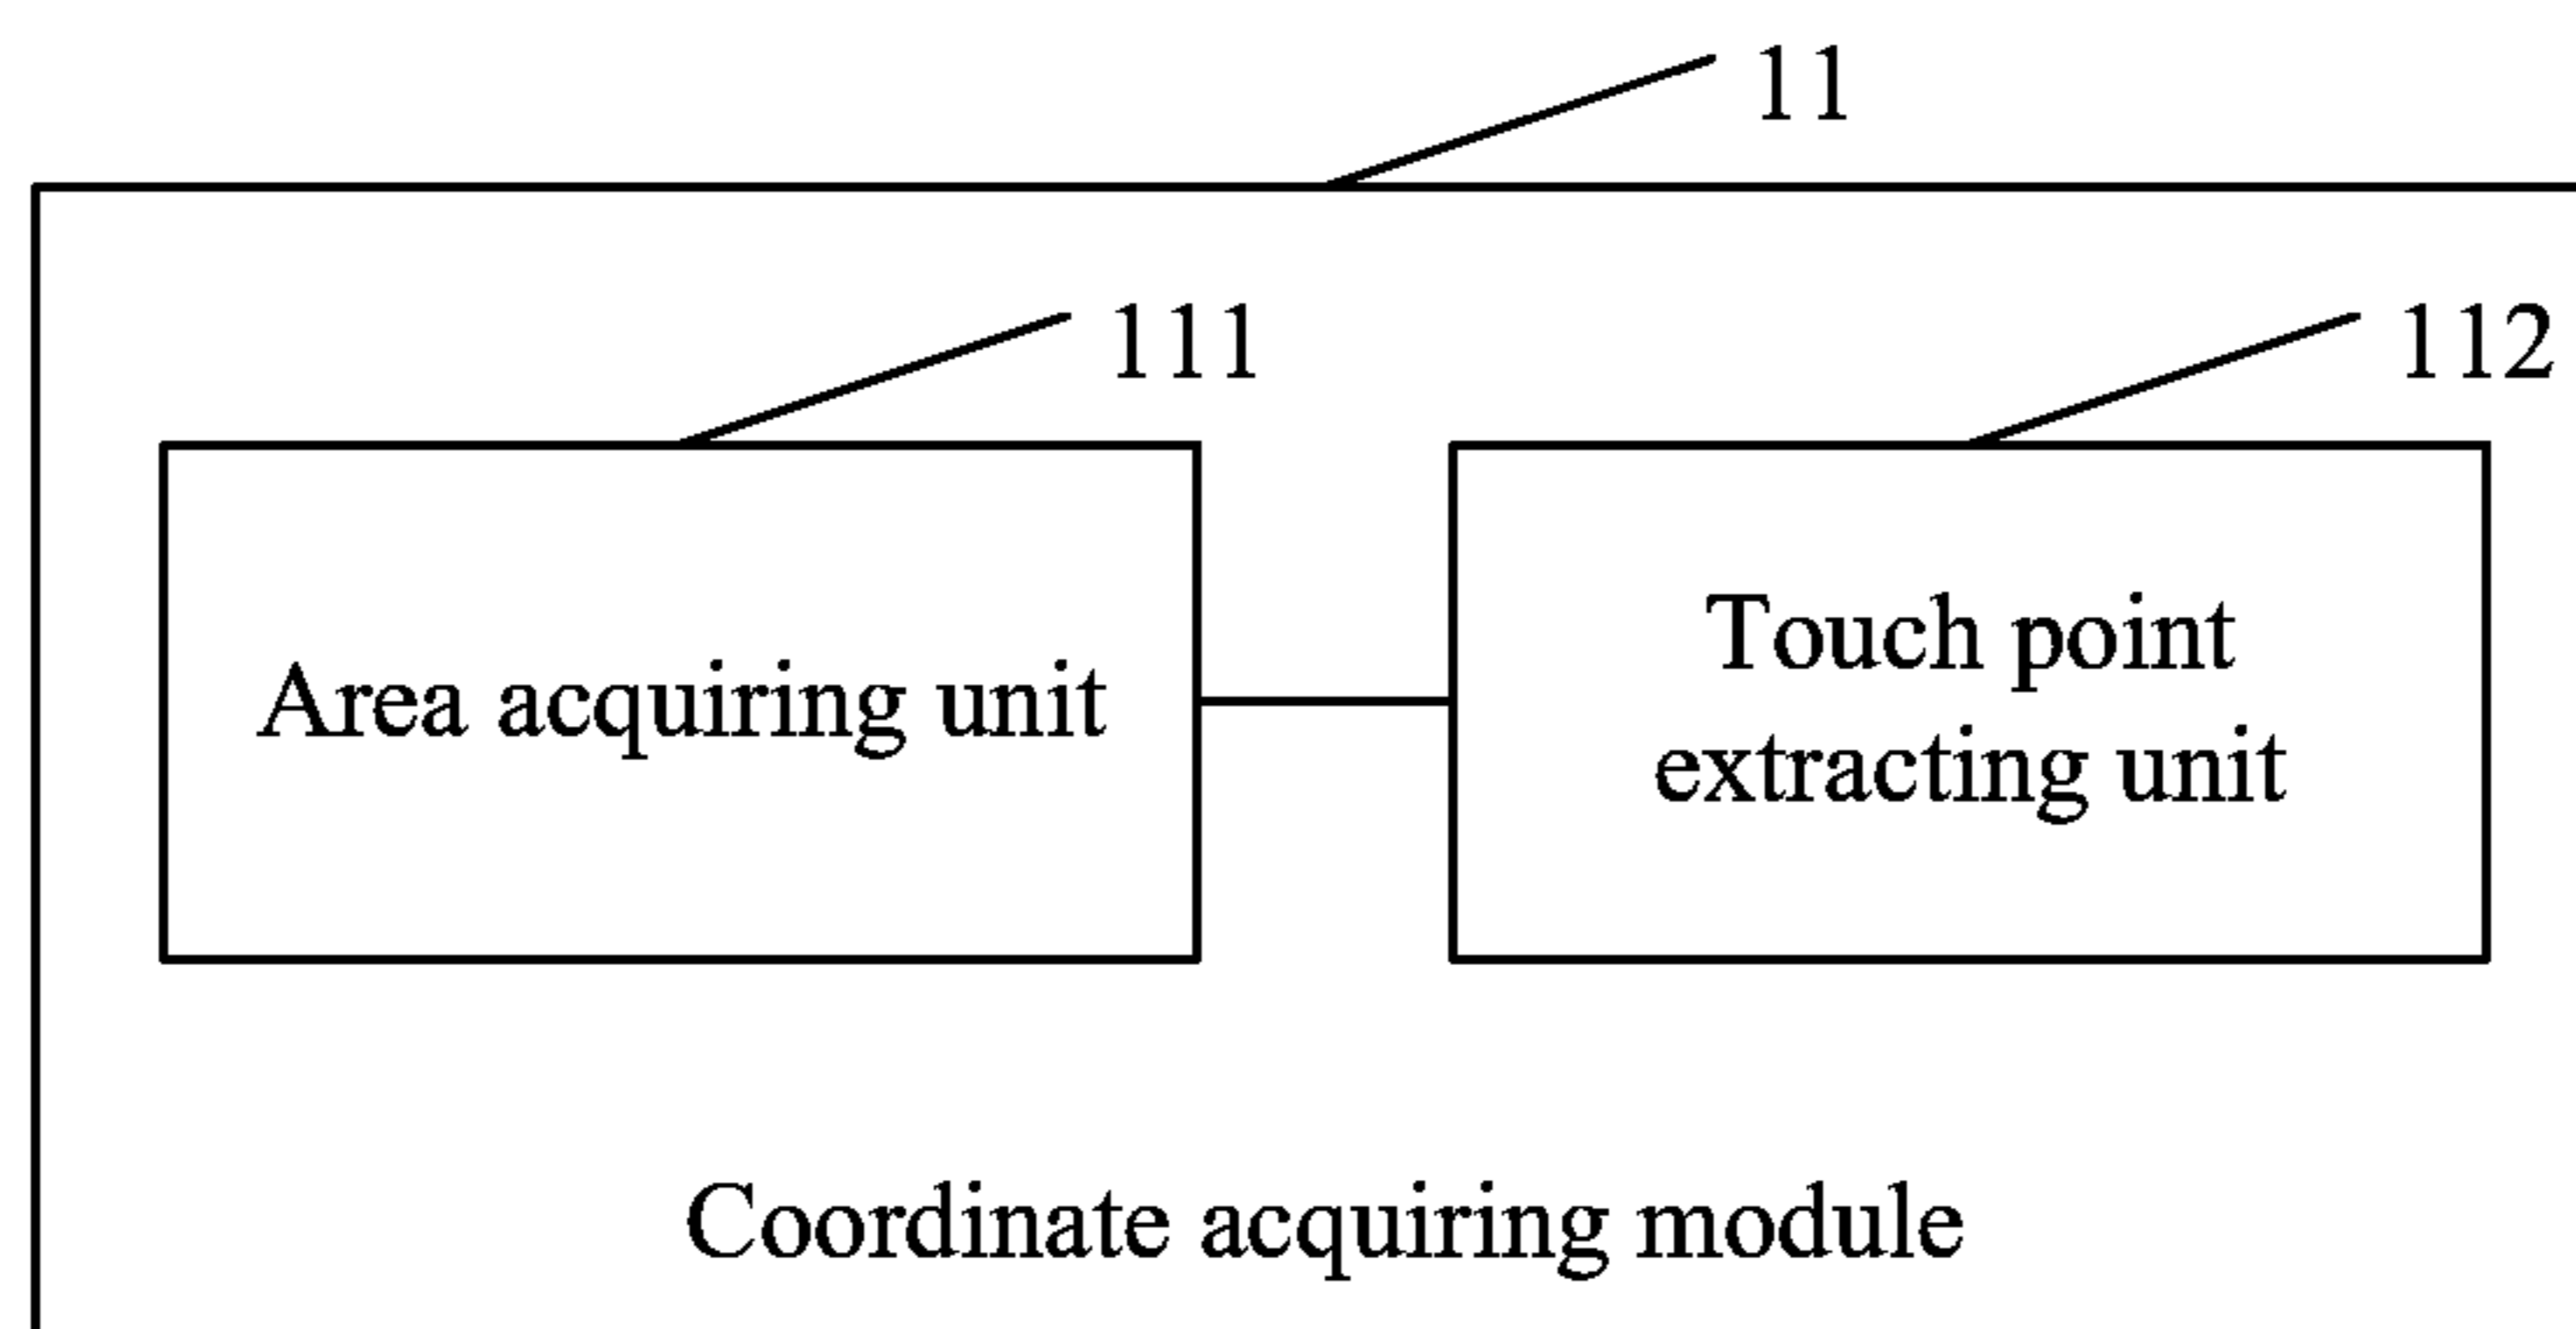 11
111
112
Area acquiring unit
Touch point
extracting unit
Coordinate acquiring module